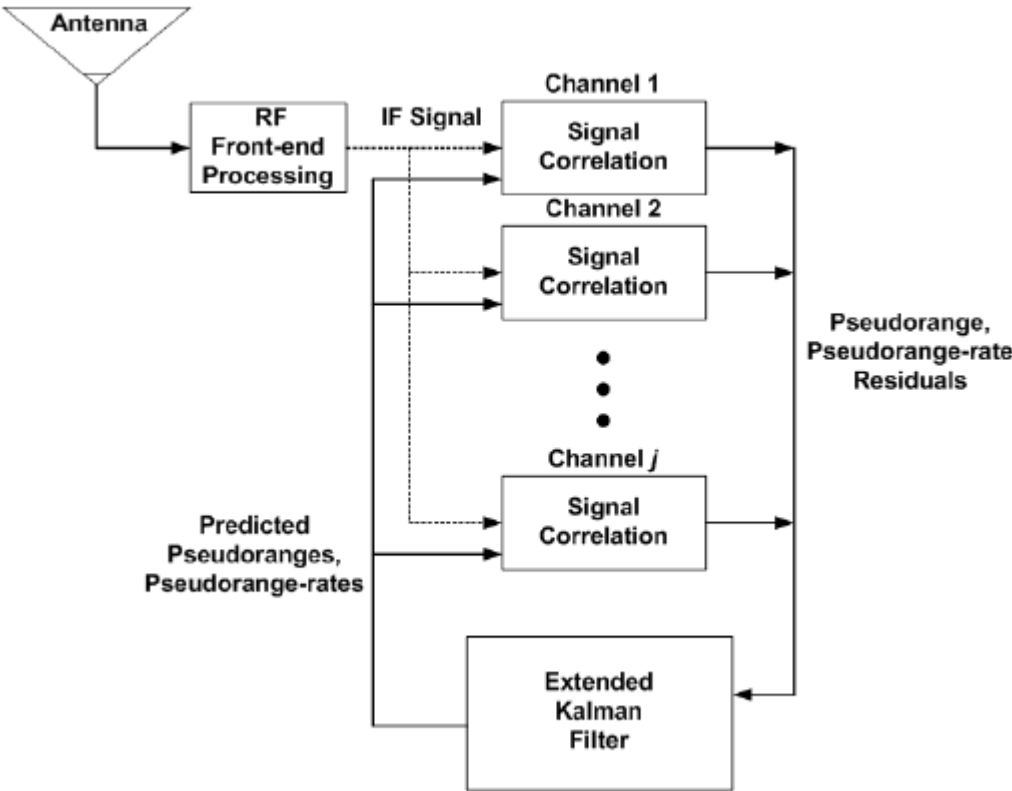 Antenna
RF
Front-end
Processing
IF Signal
Channel 1
Signal
Correlation
Channel 2
Signal
Correlation
Pseudorange,
Pseudorange-rate
Residuals
Channel j
Signal
Correlation
Predicted
Pseudoranges,
Pseudorange-rates
Extended
Kalman
Filter